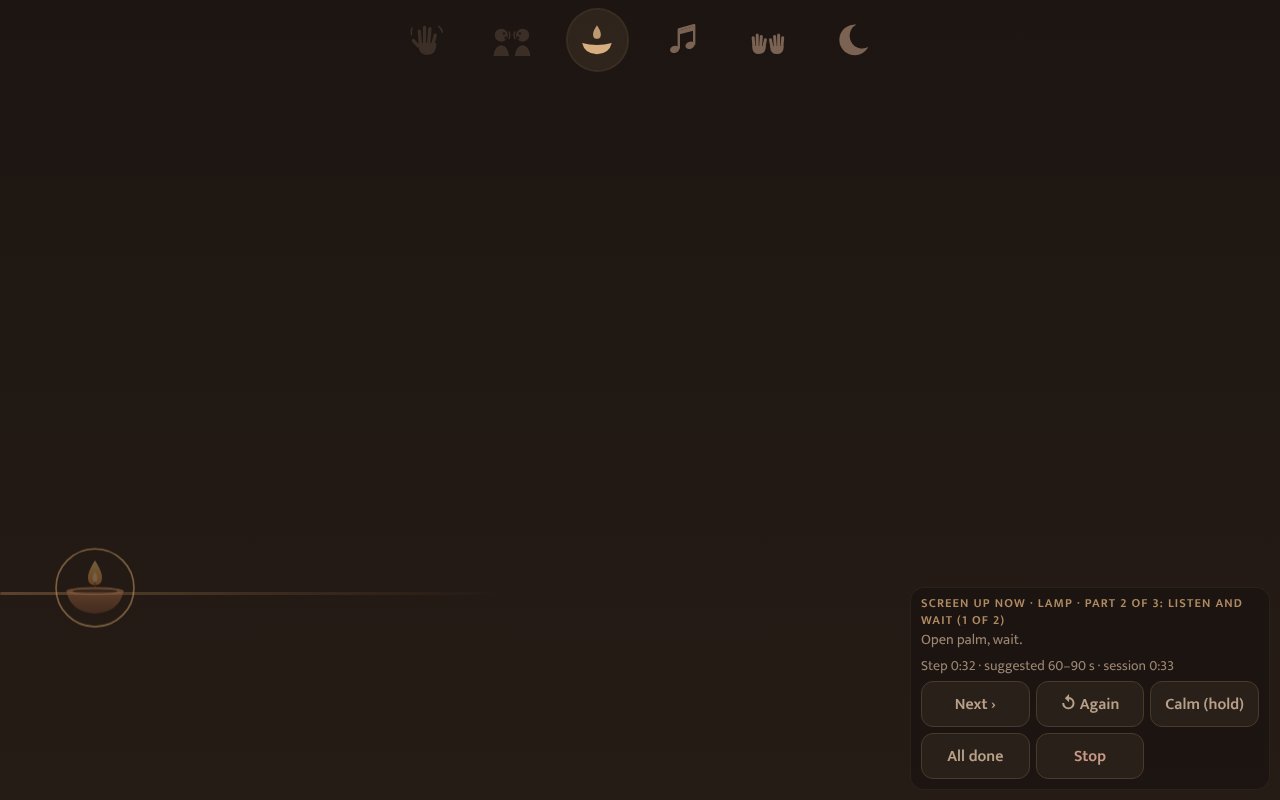 SCREEN UP NOW · LAMP · PART 2 OF 3: LISTEN AND
WAIT (1 OF 2)
Open palm, wait.
Step 0:32 · suggested 60–90 s · session 0:33
Next ›
Again
Calm (hold)
All done
Stop